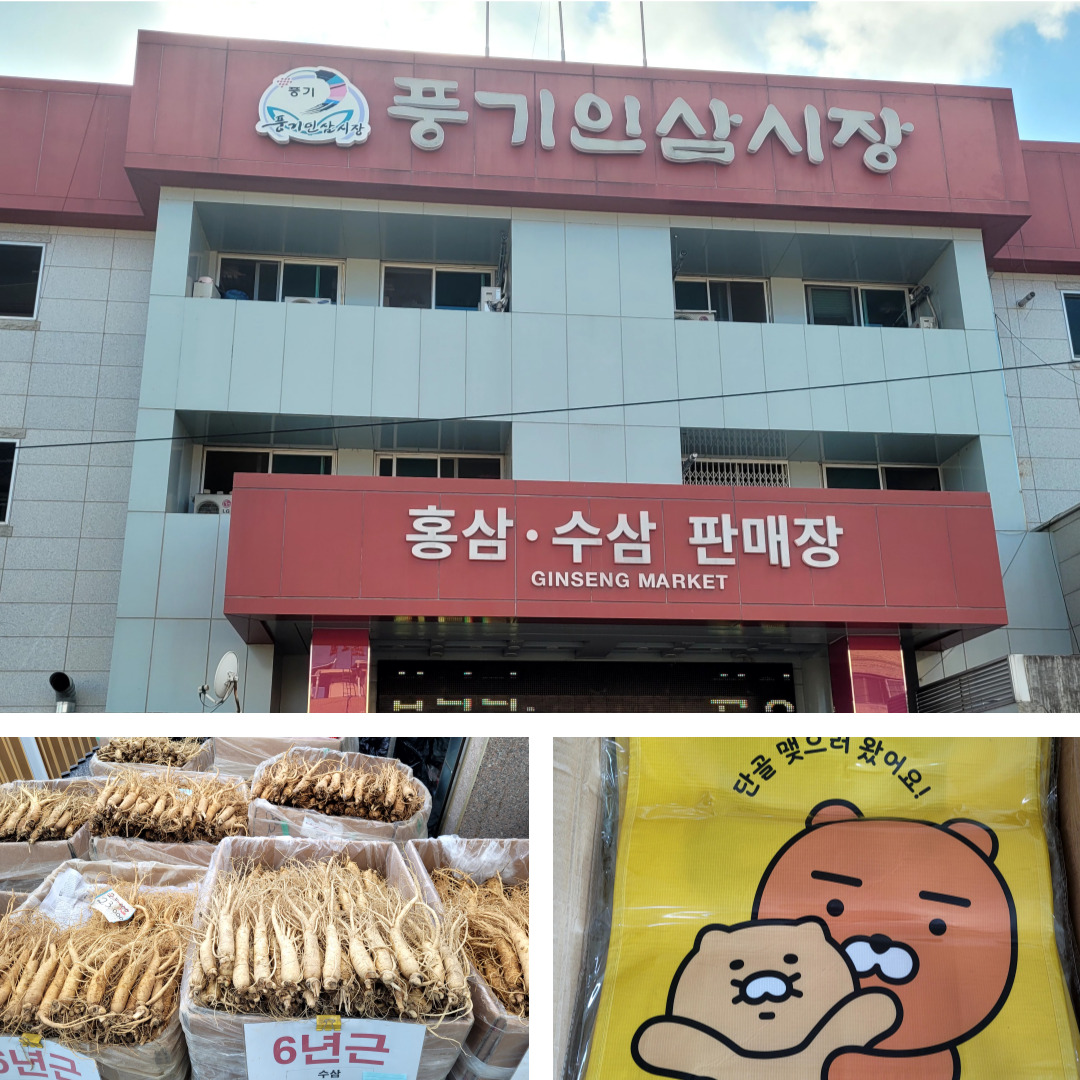 풍기
풍기인삼시장
풍기인삼시장
홍삼·수삼 판매장
GINSENG MARKET
6년근
6년근
수삼
단골 맺으러 왔어요!